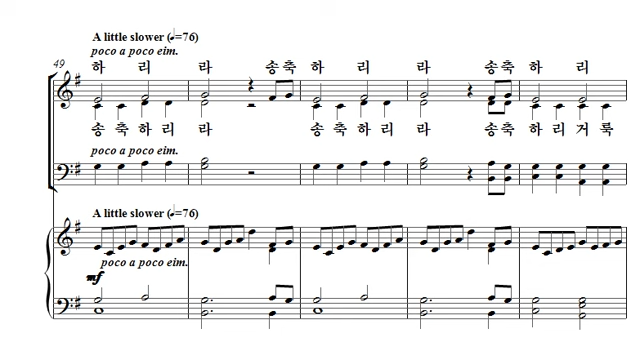 A little slower (♩=76)
poco a poco eim.
49
하 리 라 송축 하 리 라 송축 하 리
송 축 하 리 라 송 축 하 리 라 송축 하 리 거 룩
poco a poco eim.
A little slower (♩=76)
poco a poco eim.
mf